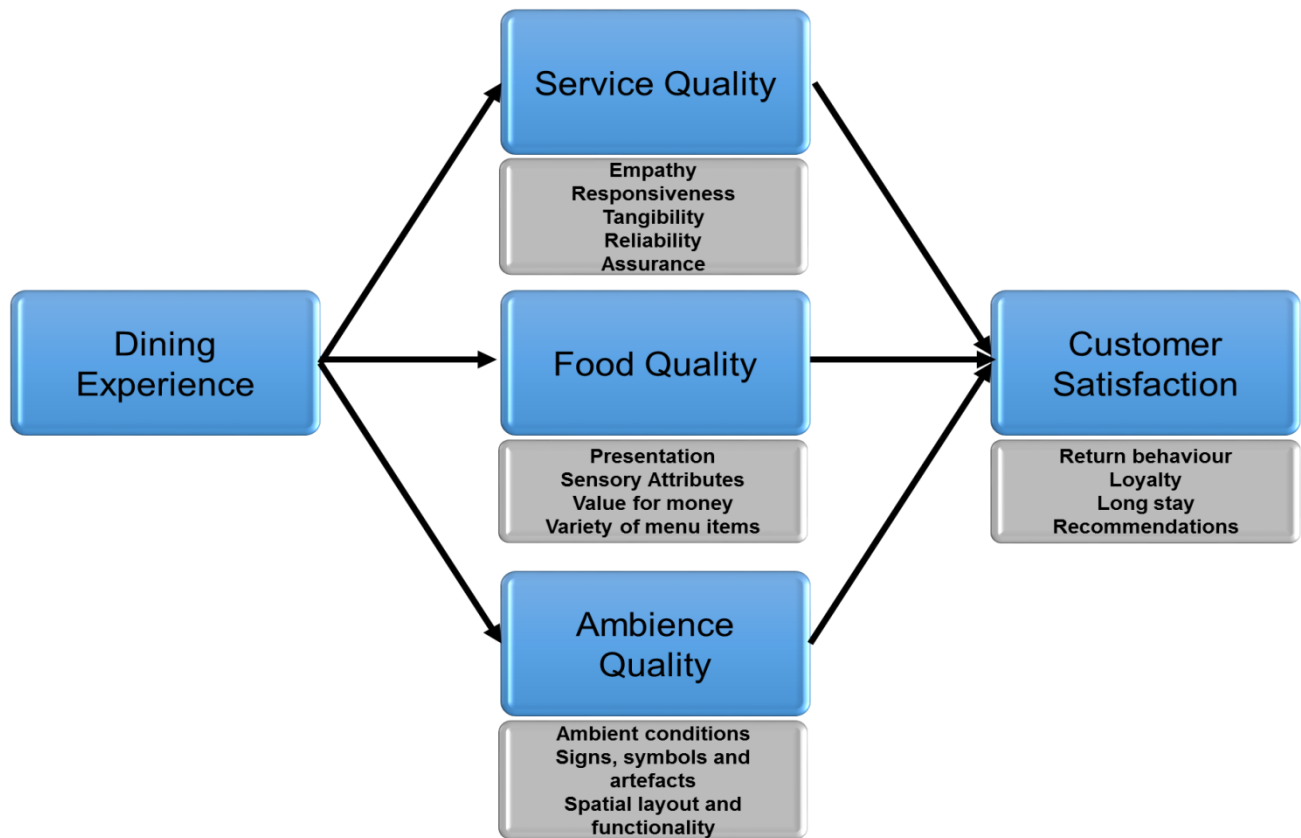 Service Quality
Empathy
Responsiveness
Tangibility
Reliability
Assurance
Dining
Experience
Food Quality
Presentation
Sensory Attributes
Value for money
Variety of menu items
Customer
Satisfaction
Return behaviour
Loyalty
Long stay
Recommendations
Ambience
Quality
Ambient conditions
Signs, symbols and
artefacts
Spatial layout and
functionality